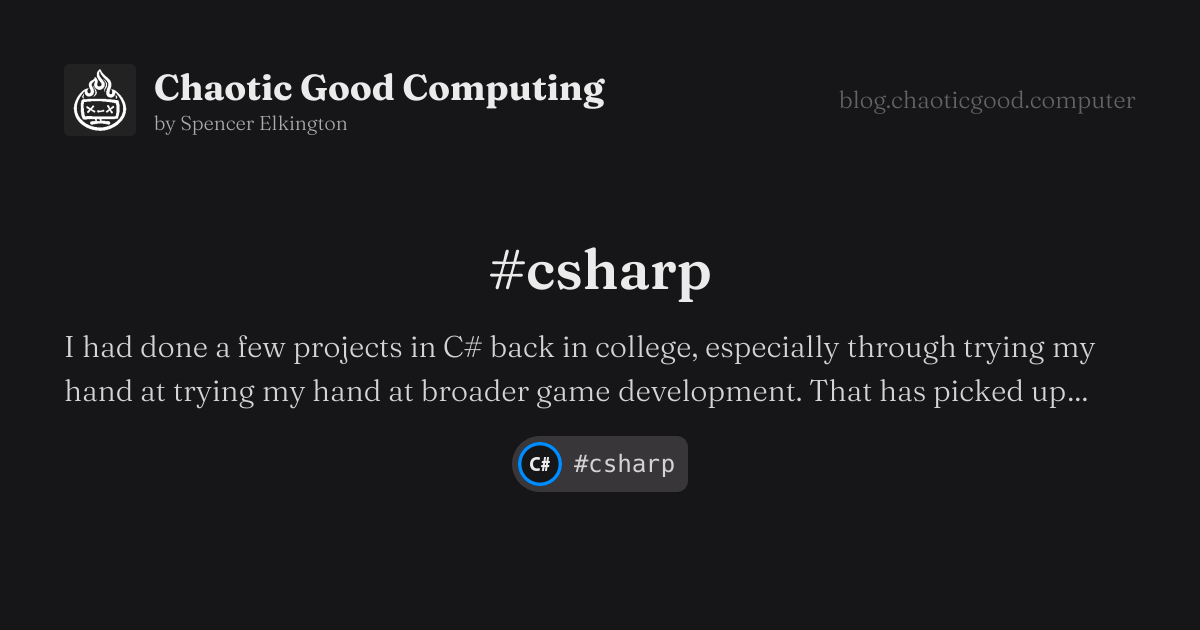 Chaotic Good Computing
by Spencer Elkington
blog.chaoticgood.computer
#csharp
I had done a few projects in C# back in college, especially through trying my
hand at trying my hand at broader game development. That has picked up...
C# #csharp